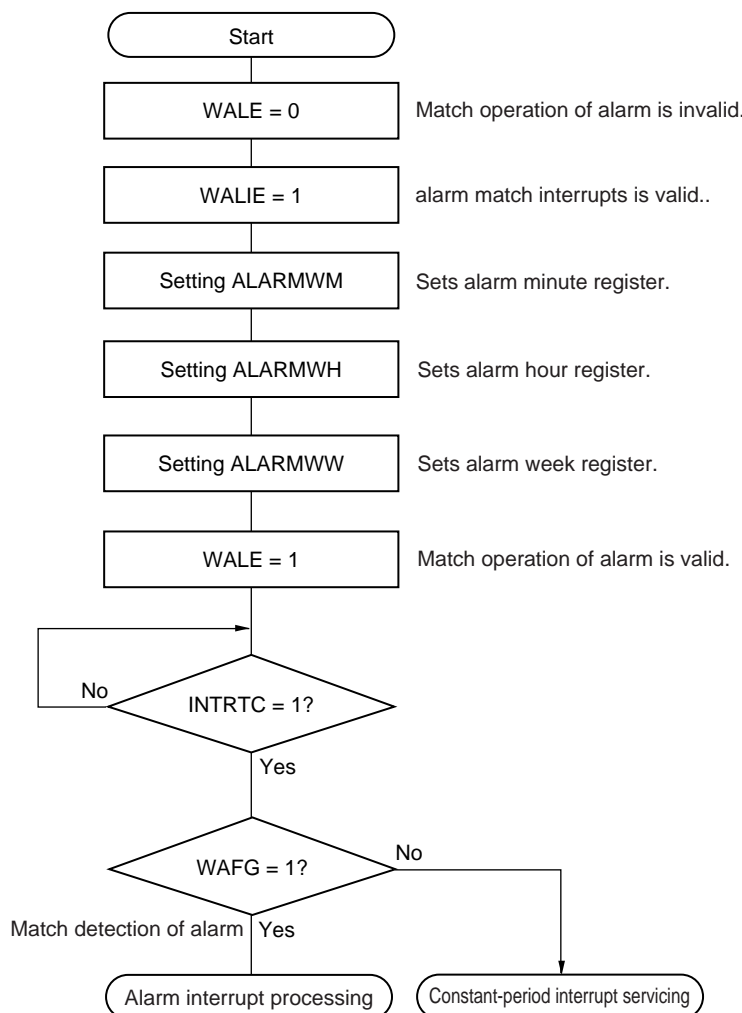 Start
WALE = 0
Match operation of alarm is invalid.
WALIE = 1
alarm match interrupts is valid..
Setting ALARMWM
Sets alarm minute register.
Setting ALARMWH
Sets alarm hour register.
Setting ALARMWW
Sets alarm week register.
WALE = 1
Match operation of alarm is valid.
No
INTRTC = 1?
Yes
WAFG = 1?
No
Match detection of alarm
Yes
Alarm interrupt processing
Constant-period interrupt servicing